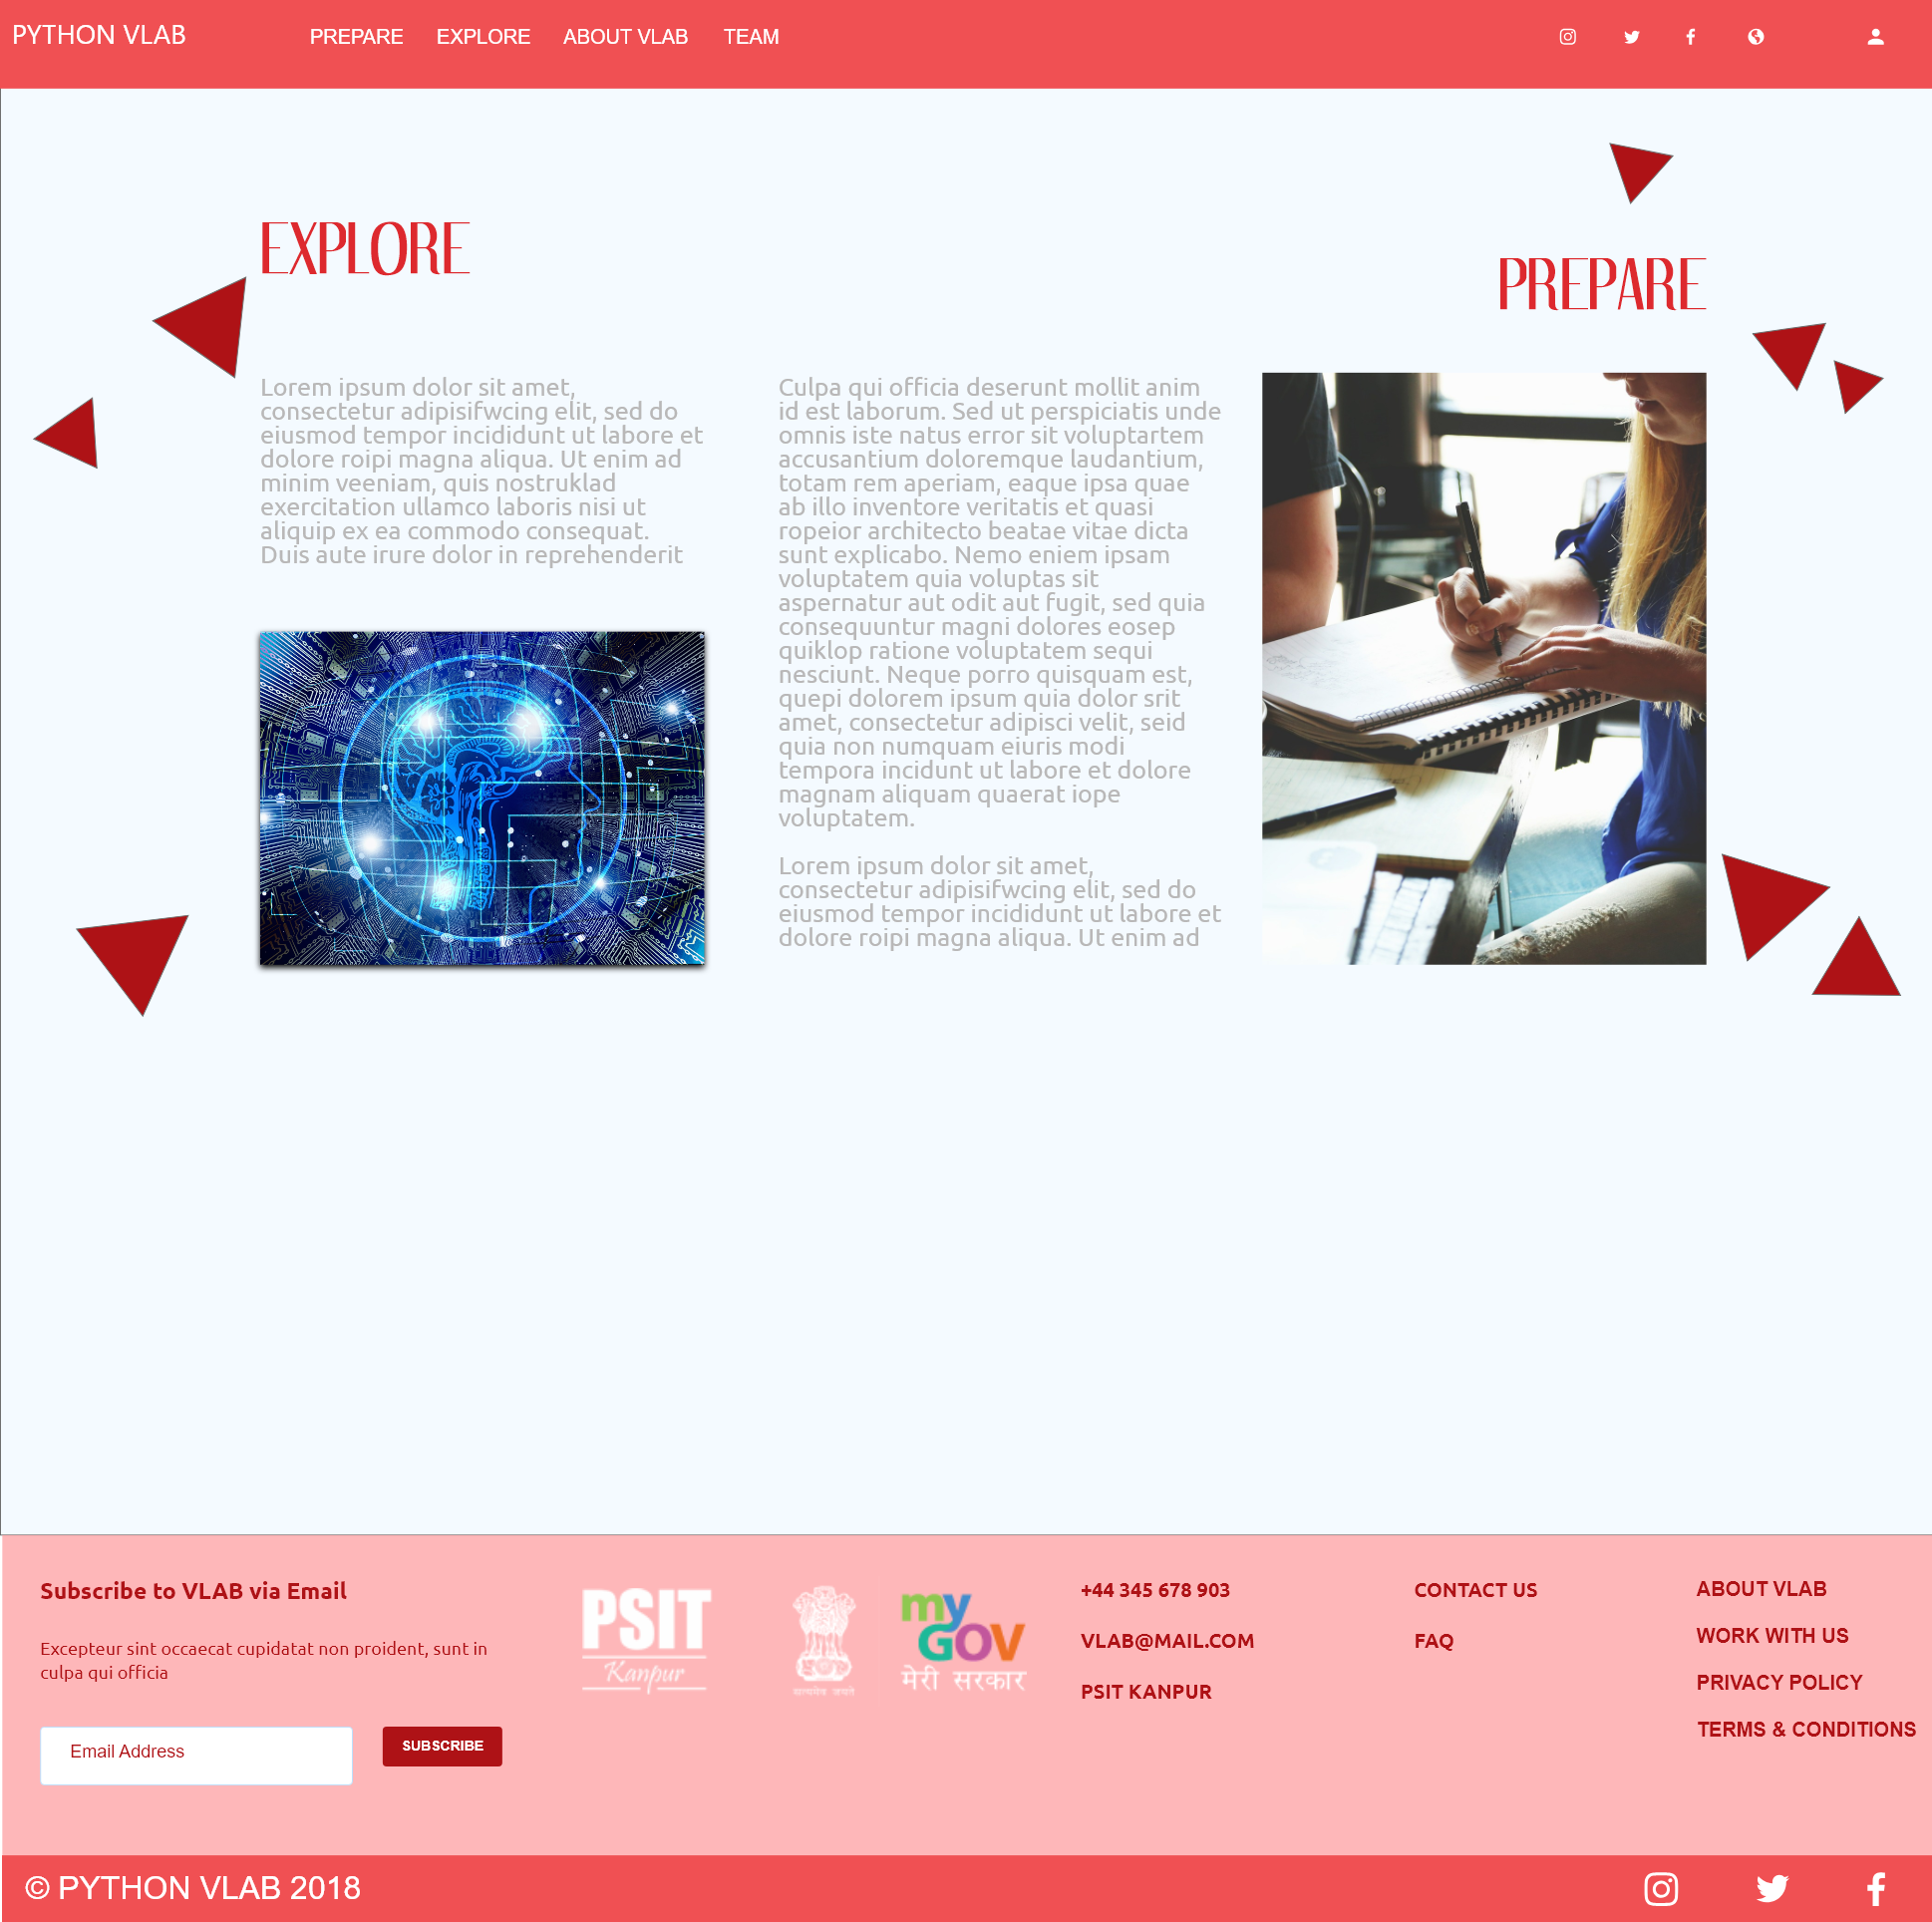 PYTHON VLAB
PREPARE EXPLORE ABOUT VLAB TEAM
EXPLORE
PREPARE
Lorem ipsum dolor sit amet,
consectetur adipisifwcing elit, sed do
eiusmod tempor incididunt ut labore et
dolore roipi magna aliqua. Ut enim ad
minim veeniam, quis nostruklad
exercitation ullamco laboris nisi ut
aliquip ex ea commodo consequat.
Duis aute irure dolor in reprehenderit
Culpa qui officia deserunt mollit anim
id est laborum. Sed ut perspiciatis unde
omnis iste natus error sit voluptartem
accusantium doloremque laudantium,
totam rem aperiam, eaque ipsa quae
ab illo inventore veritatis et quasi
ropeior architecto beatae vitae dicta
sunt explicabo. Nemo eniem ipsam
voluptatem quia voluptas sit
aspernatur aut odit aut fugit, sed quia
consequuntur magni dolores eosep
quiklop ratione voluptatem sequi
nesciunt. Neque porro quisquam est,
quepi dolorem ipsum quia dolor srit
amet, consectetur adipisci velit, seid
quia non numquam eiuris modi
tempora incidunt ut labore et dolore
magnam aliquam quaerat iope
voluptatem.
Lorem ipsum dolor sit amet,
consectetur adipisifwcing elit, sed do
eiusmod tempor incididunt ut labore et
dolore roipi magna aliqua. Ut enim ad
Subscribe to VLAB via Email
Excepteur sint occaecat cupidatat non proident, sunt in
culpa qui officia
Email Address
SUBSCRIBE
PSIT
Kanpur
सत्यमेव जयते
my
GOV
मेरी सरकार
+44 345 678 903
VLAB@MAIL.COM
PSIT KANPUR
CONTACT US
FAQ
ABOUT VLAB
WORK WITH US
PRIVACY POLICY
TERMS & CONDITIONS
© PYTHON VLAB 2018